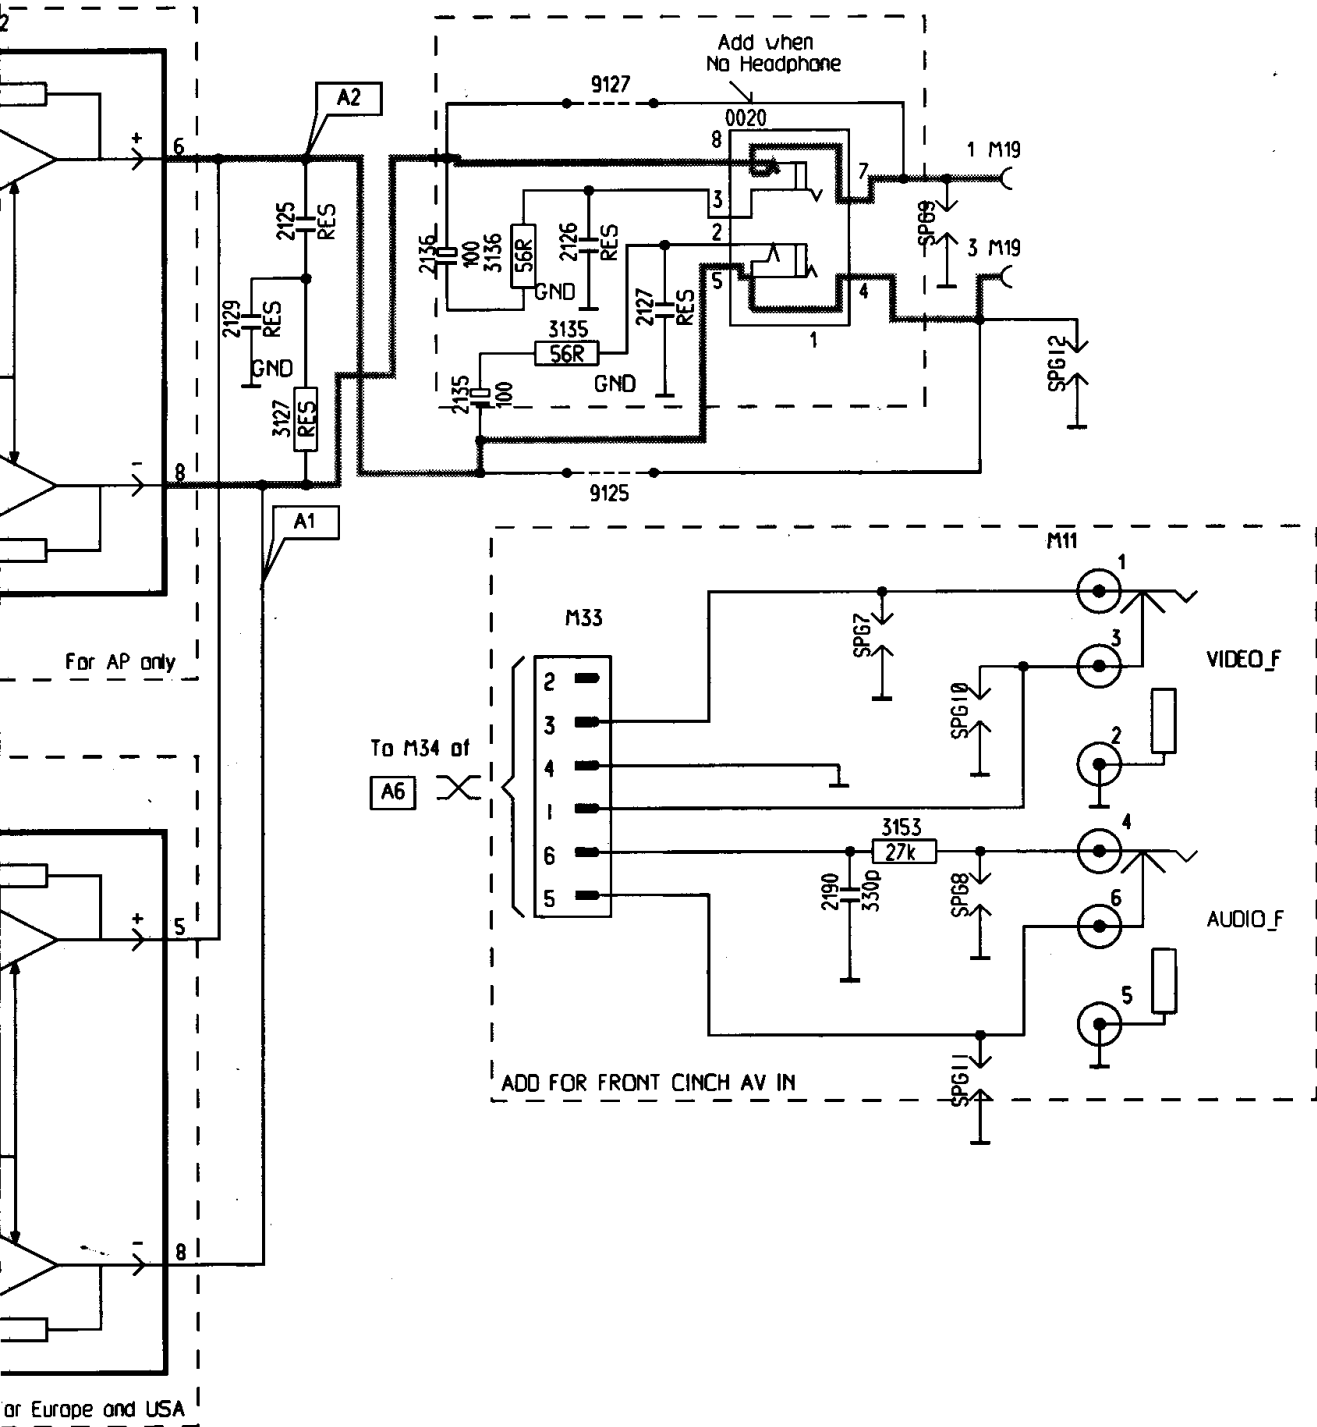 2
Add when
No Headphone
9127
A2
0020
+
6
8
7
1 M19
3
2125
RES
2136
100
3136
56R
2126
RES
2
SPG9
3 M19
GND
5
4
2129
RES
2127
RES
3135
56R
1
SPG12
GND
GND
2135
100
3127
RES
-
8
9125
A1
M11
1
M33
SPG7
3
For AP only
VIDEO_F
2
SPG10
3
To M34 of
2
4
A6
1
3153
4
6
27k
2190
330p
SPG8
5
6
+
5
AUDIO_F
5
SPG11
ADD FOR FRONT CINCH AV IN
-
8
or Europe and USA